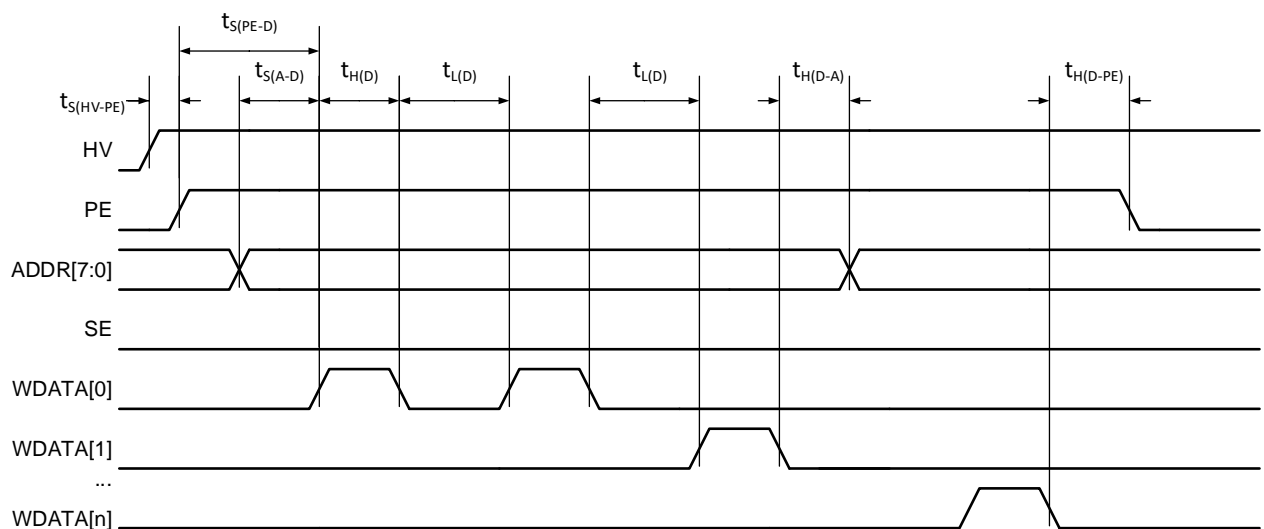 tS(PE-D)
tS(A-D) tH(D) tL(D) tL(D) tH(D-A) tH(D-PE)
tS(HV-PE)
HV
PE
ADDR[7:0]
SE
WDATA[0]
WDATA[1]
...
WDATA[n]